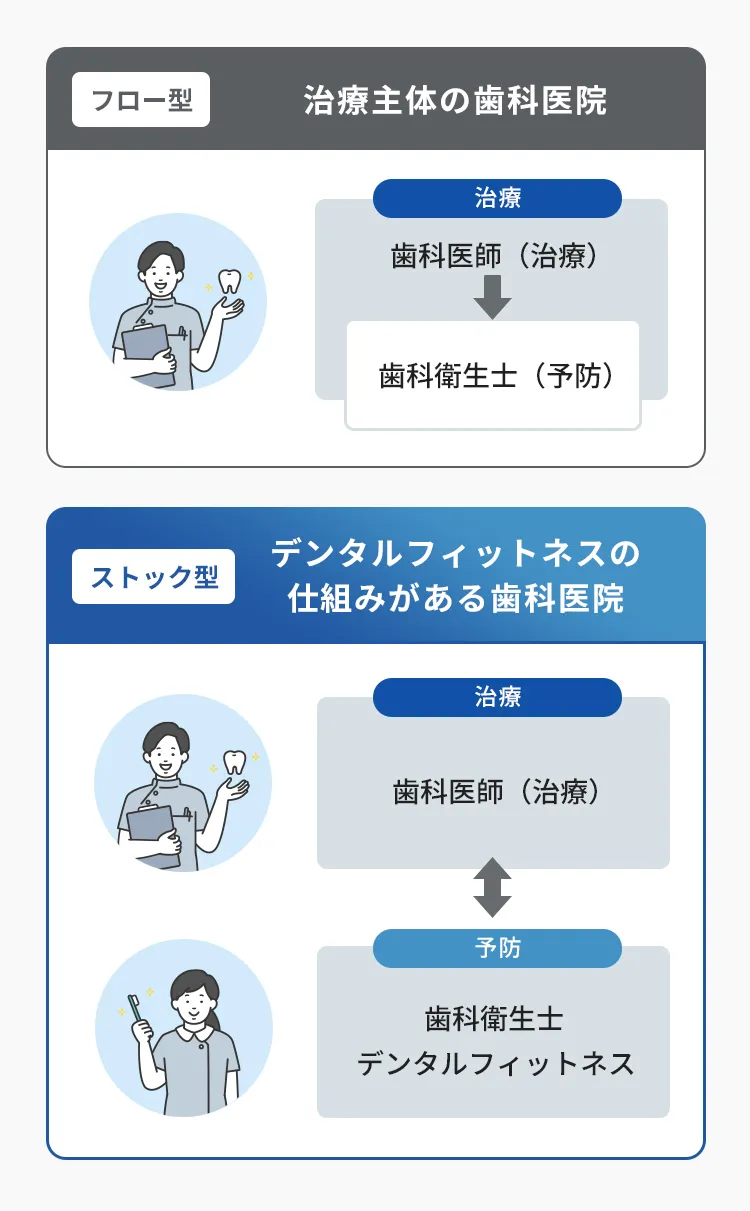 フロー型
治療主体の歯科医院
治療
歯科医師（治療）
歯科衛生士（予防）
ストック型
デンタルフィットネスの
仕組みがある歯科医院
治療
歯科医師（治療）
予防
歯科衛生士
デンタルフィットネス